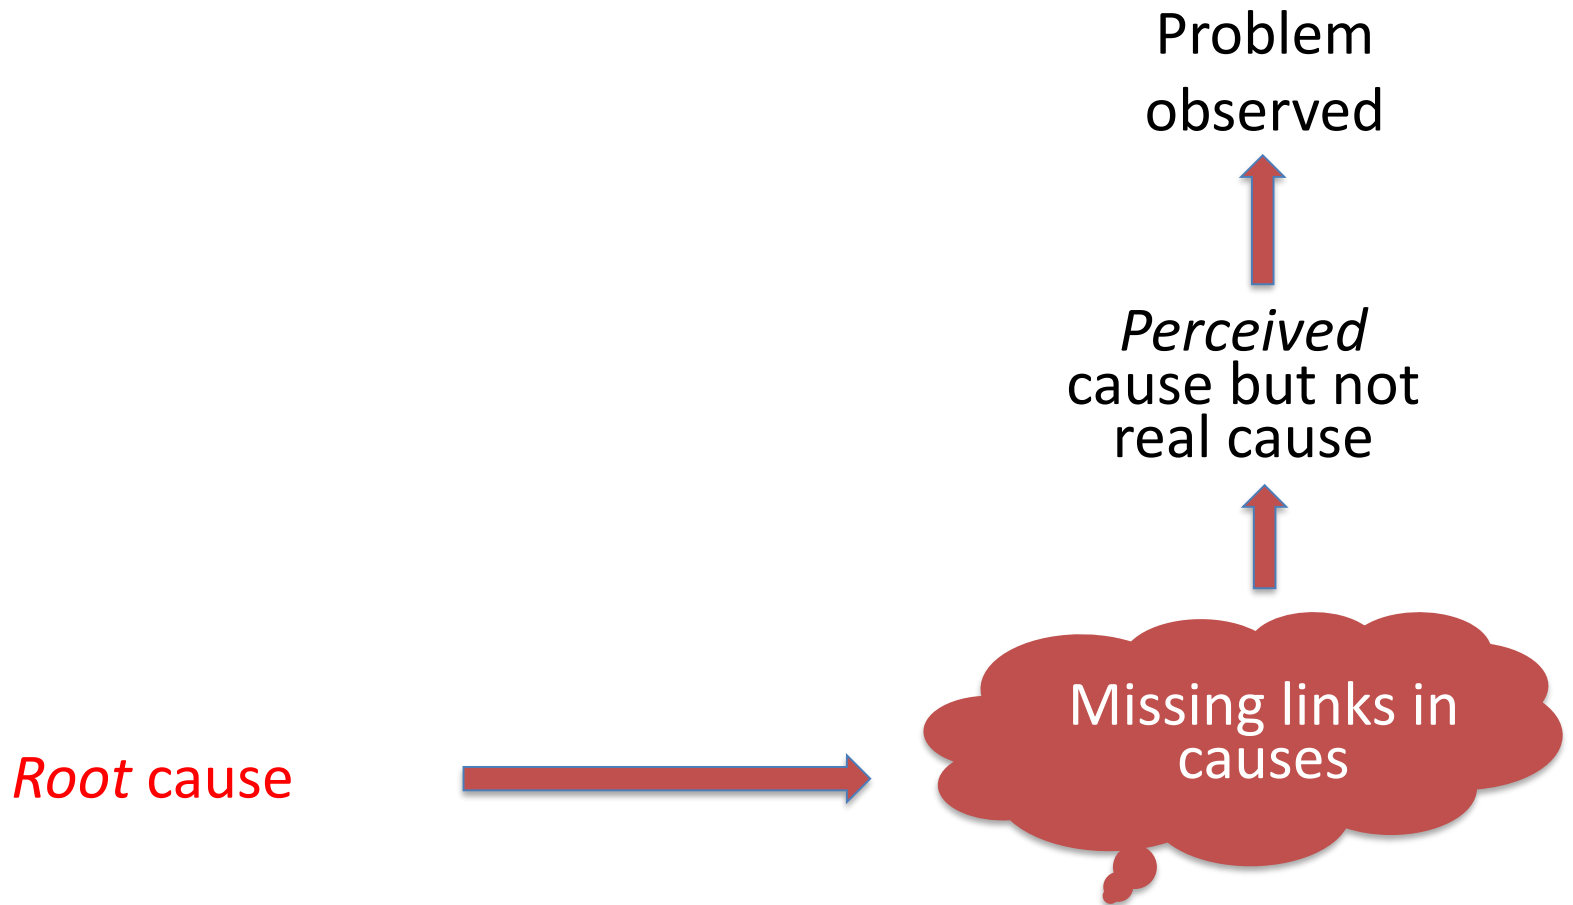 Problem
observed
Perceived
cause but not
real cause
Missing links in
causes
Root cause